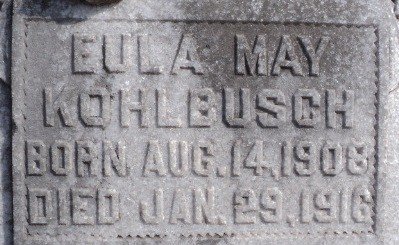 EULA MAY
KOHLBUSCH
BORN AUG. 14, 1908
DIED JAN. 29, 1916